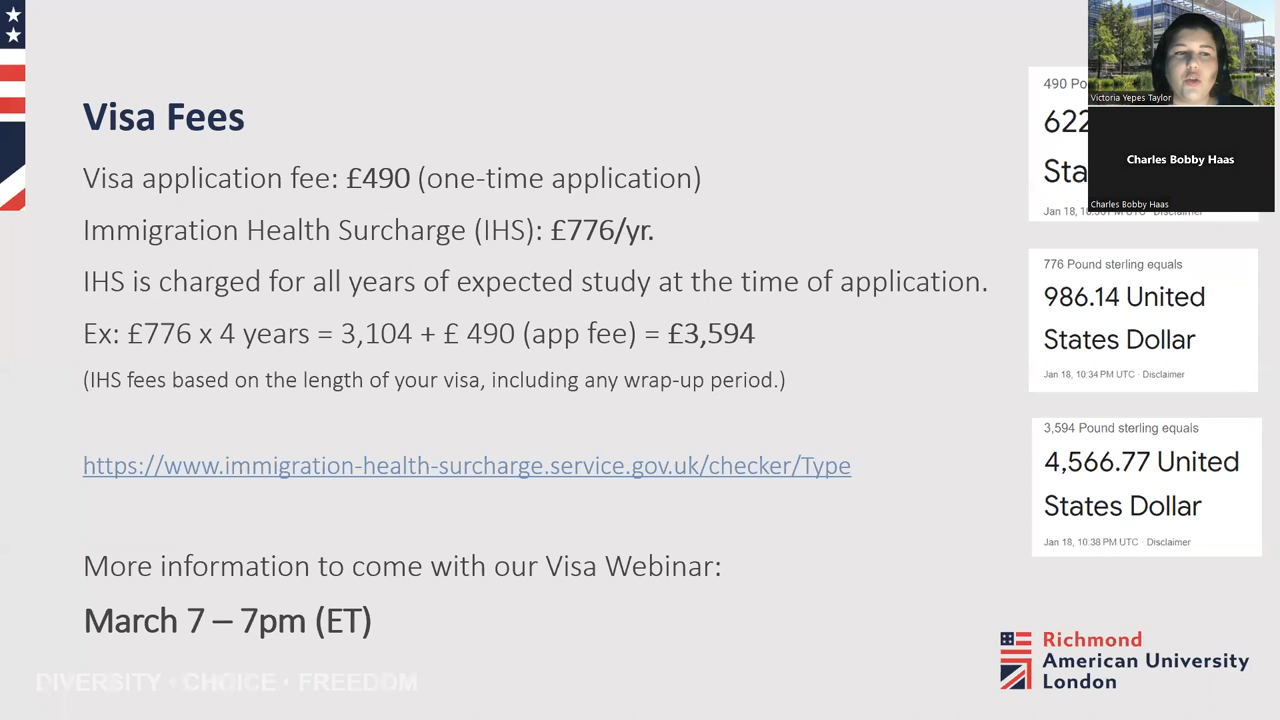 Visa Fees
Visa application fee: £490 (one-time application)
Immigration Health Surcharge (IHS): £776/yr.
IHS is charged for all years of expected study at the time of application.
Ex: £776 x 4 years = 3,104 + £ 490 (app fee) = £3,594
(IHS fees based on the length of your visa, including any wrap-up period.)
https://www.immigration-health-surcharge.service.gov.uk/checker/Type
More information to come with our Visa Webinar:
March 7 – 7pm (ET)
DIVERSITY · CHOICE · FREEDOM
490
622
Jan 18,
Victoria Yepes Taylor
Charles Bobby Haas
Charles Bobby Haas
776 Pound sterling equals
986.14 United
States Dollar
Jan 18, 10:34 PM UTC · Disclaimer
3,594 Pound sterling equals
4,566.77 United
States Dollar
Jan 18, 10:38 PM UTC · Disclaimer
Richmond
American University
London